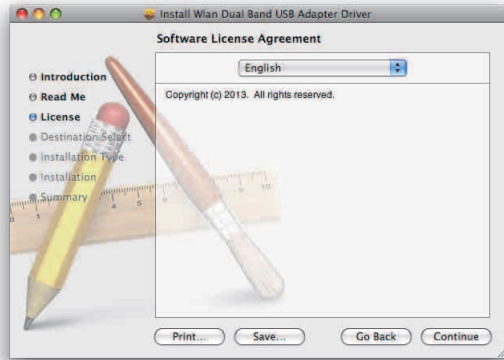 Install Wlan Dual Band USB Adapter Driver
Software License Agreement
Introduction
Read Me
License
Destination Select
Installation Type
Installation
Summary
English
Copyright (c) 2013. All rights reserved.
Print...
Save...
Go Back
Continue